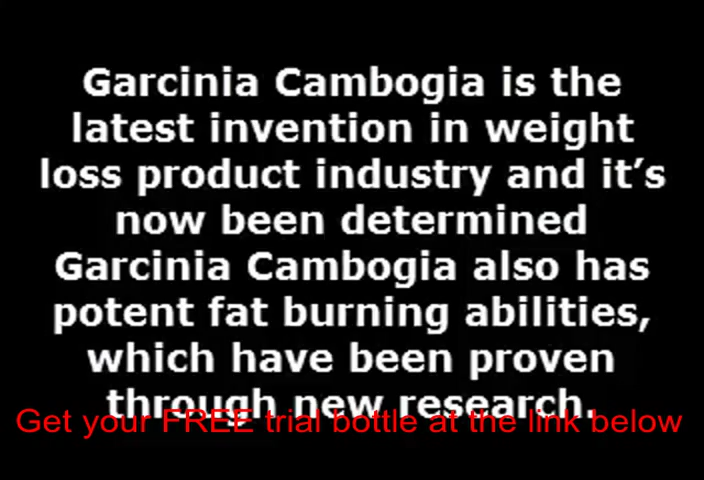 Garcinia Cambogia is the
latest invention in weight
loss product industry and it’s
now been determined
Garcinia Cambogia also has
potent fat burning abilities,
which have been proven
through new research.
Get your FREE trial bottle at the link below